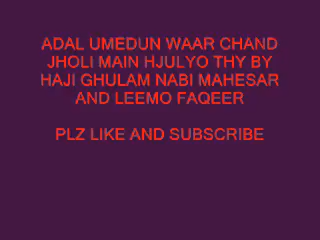 ADAL UMEDUN WAAR CHAND
JHOLI MAIN HJULYO THY BY
HAJI GHULAM NABI MAHESAR
AND LEEMO FAQEER
PLZ LIKE AND SUBSCRIBE